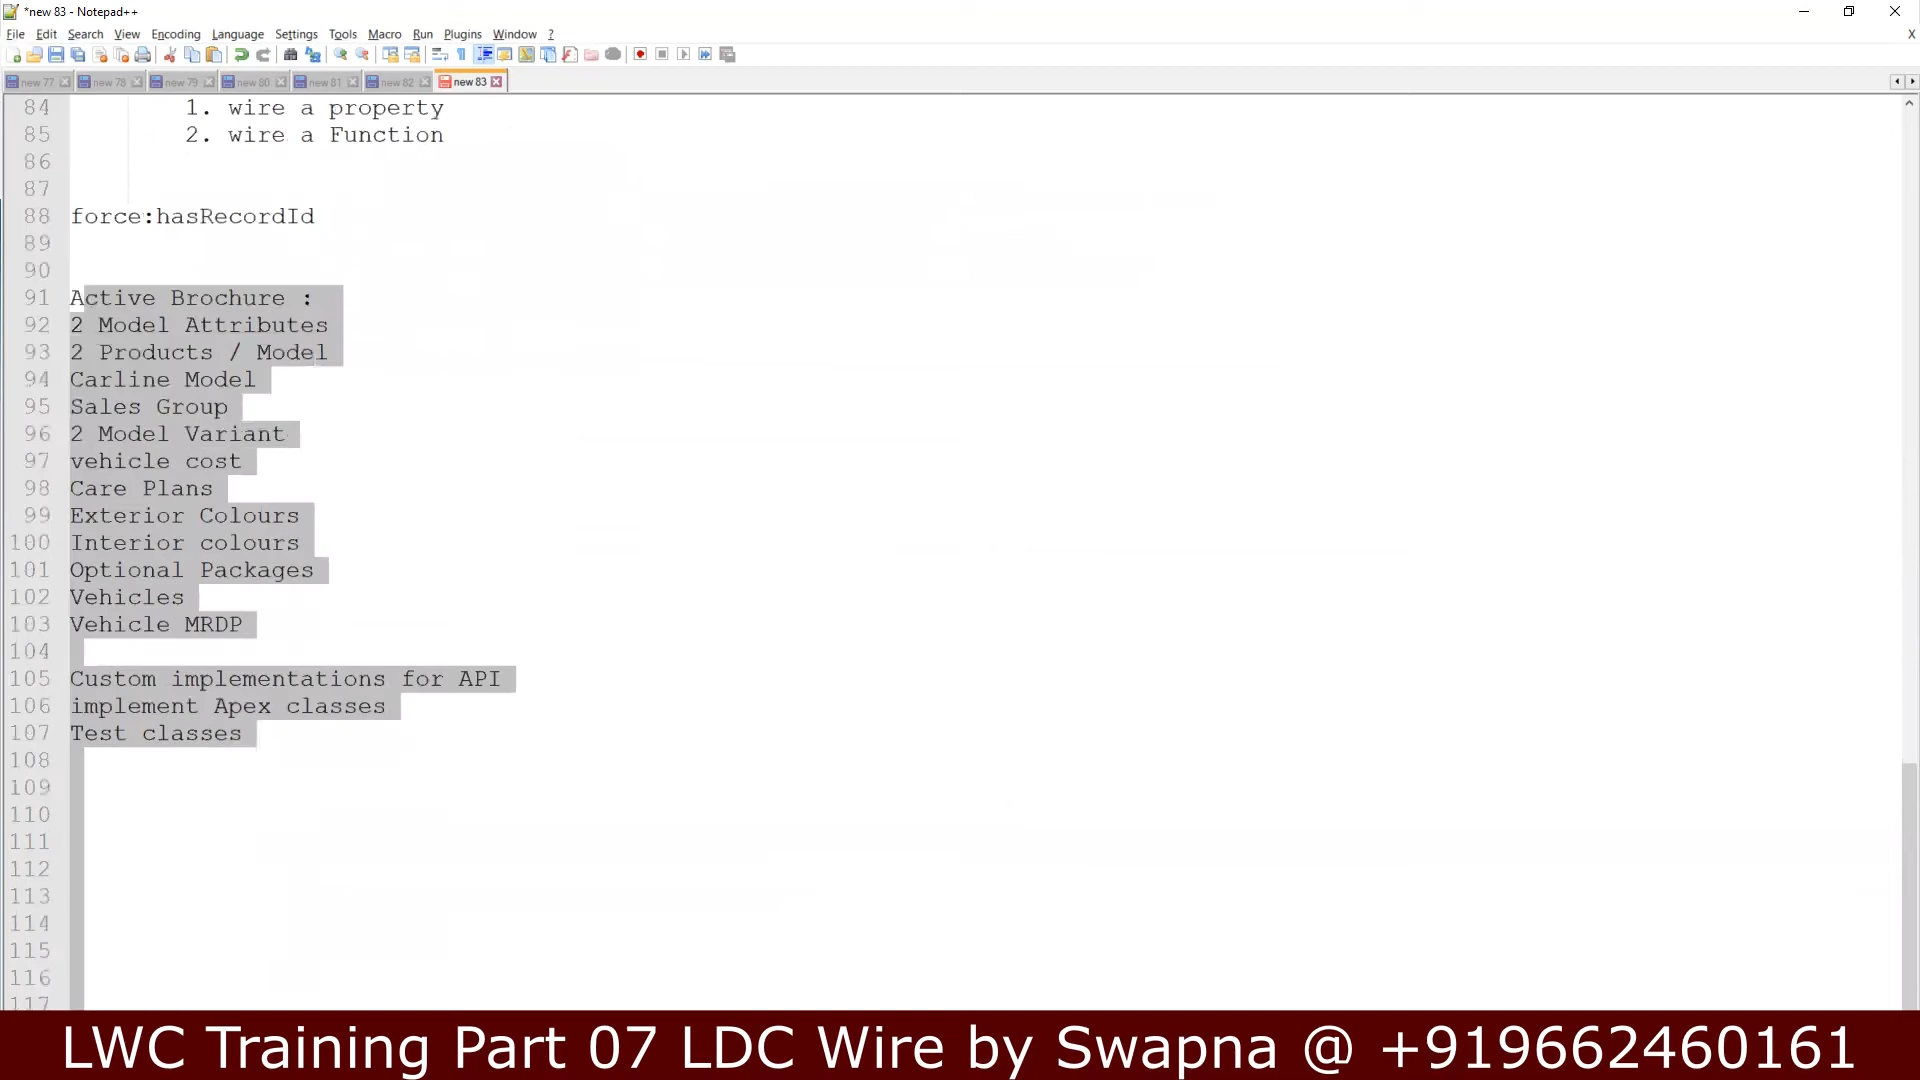 *new 83 - Notepad++
File Edit Search View Encoding Language Settings Tools Macro Run Plugins Window ? X
new 77 new 78 new 79 new 80 new 81 new 82 new 83
84 1. wire a property
85 2. wire a Function
86
87
88 force:hasRecordId
89
90
91 Active Brochure :
92 2 Model Attributes
93 2 Products / Model
94 Carline Model
95 Sales Group
96 2 Model Variant
97 vehicle cost
98 Care Plans
99 Exterior Colours
100 Interior colours
101 Optional Packages
102 Vehicles
103 Vehicle MRDP
104
105 Custom implementations for API
106 implement Apex classes
107 Test classes
108
109
110
111
112
113
114
115
116
117
LWC Training Part 07 LDC Wire by Swapna @ +919662460161